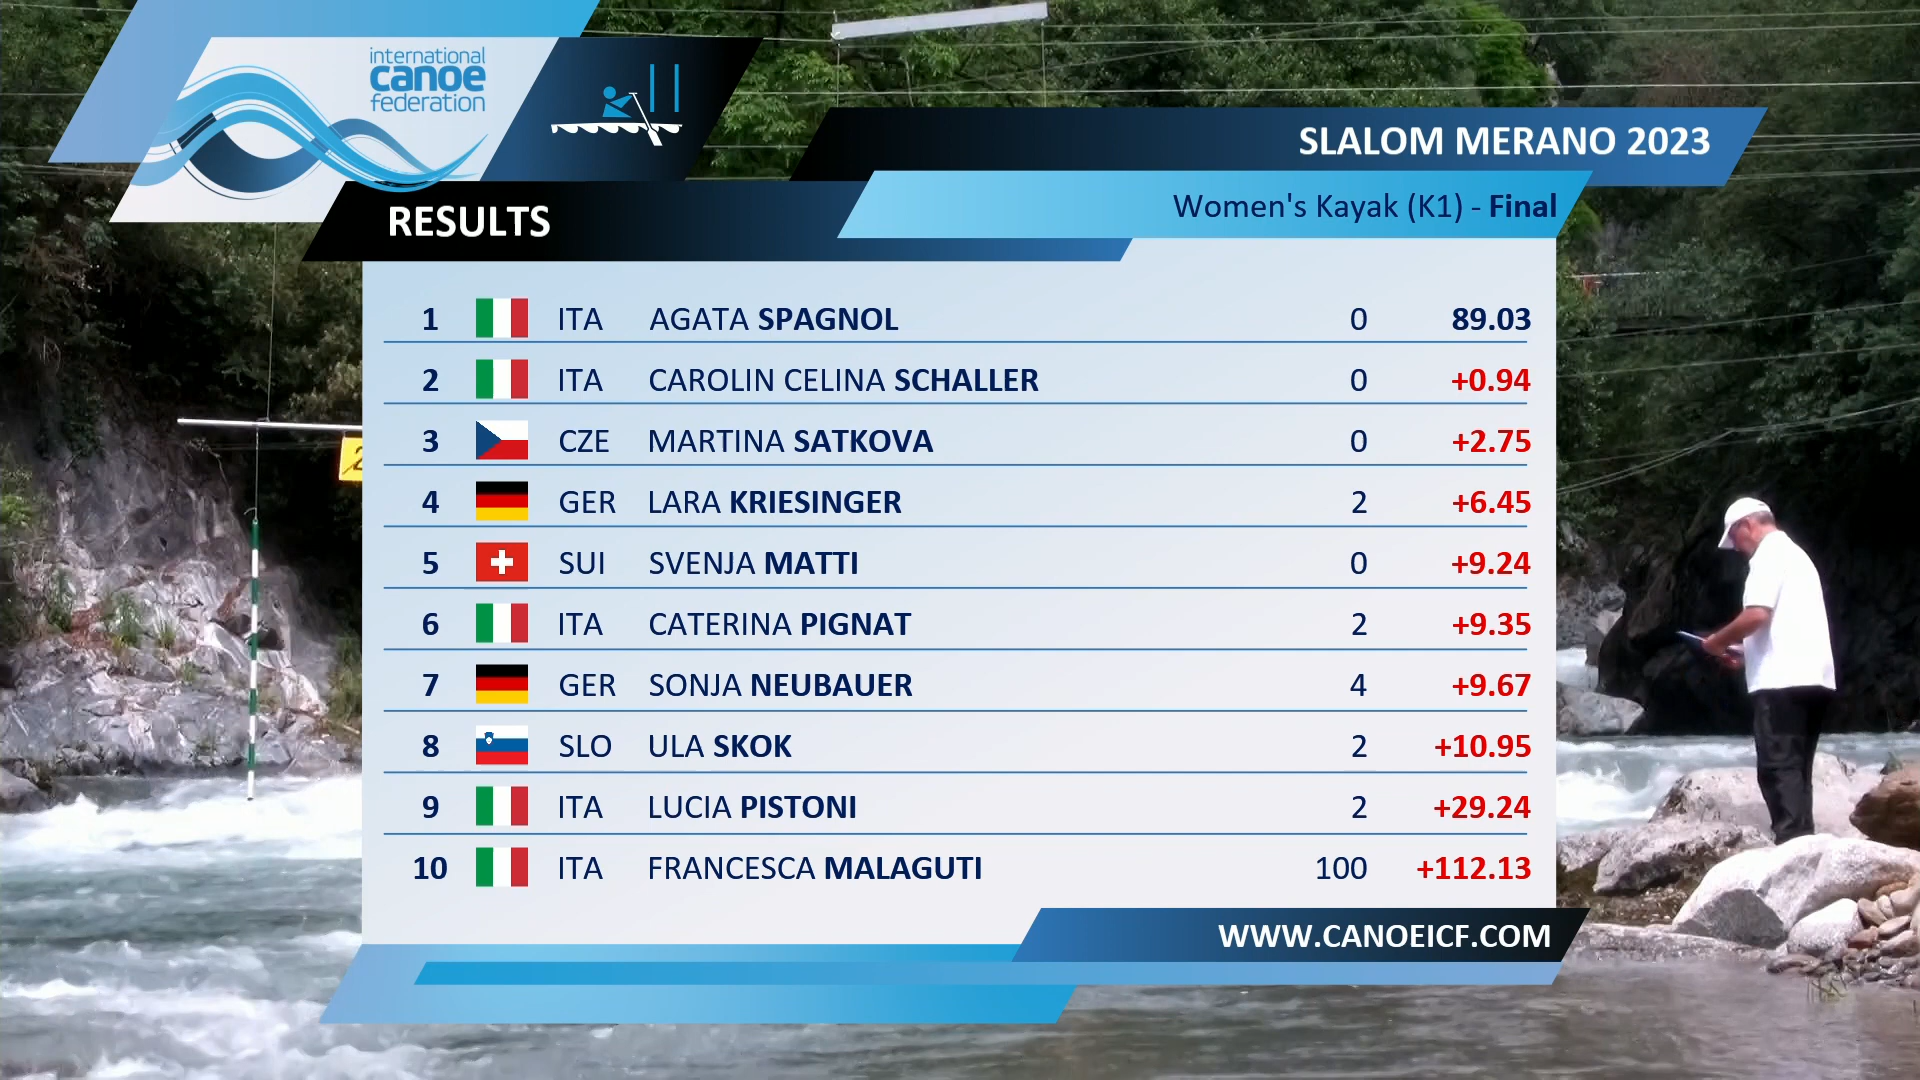 international
canoe
federation
SLALOM MERANO 2023
Women's Kayak (K1) - Final
RESULTS
1 ITA AGATA SPAGNOL 0 89.03
2 ITA CAROLIN CELINA SCHALLER 0 +0.94
3 CZE MARTINA SATKOVA 0 +2.75
4 GER LARA KRIESINGER 2 +6.45
5 SUI SVENJA MATTI 0 +9.24
6 ITA CATERINA PIGNAT 2 +9.35
7 GER SONJA NEUBAUER 4 +9.67
8 SLO ULA SKOK 2 +10.95
9 ITA LUCIA PISTONI 2 +29.24
10 ITA FRANCESCA MALAGUTI 100 +112.13
WWW.CANOEICF.COM
2